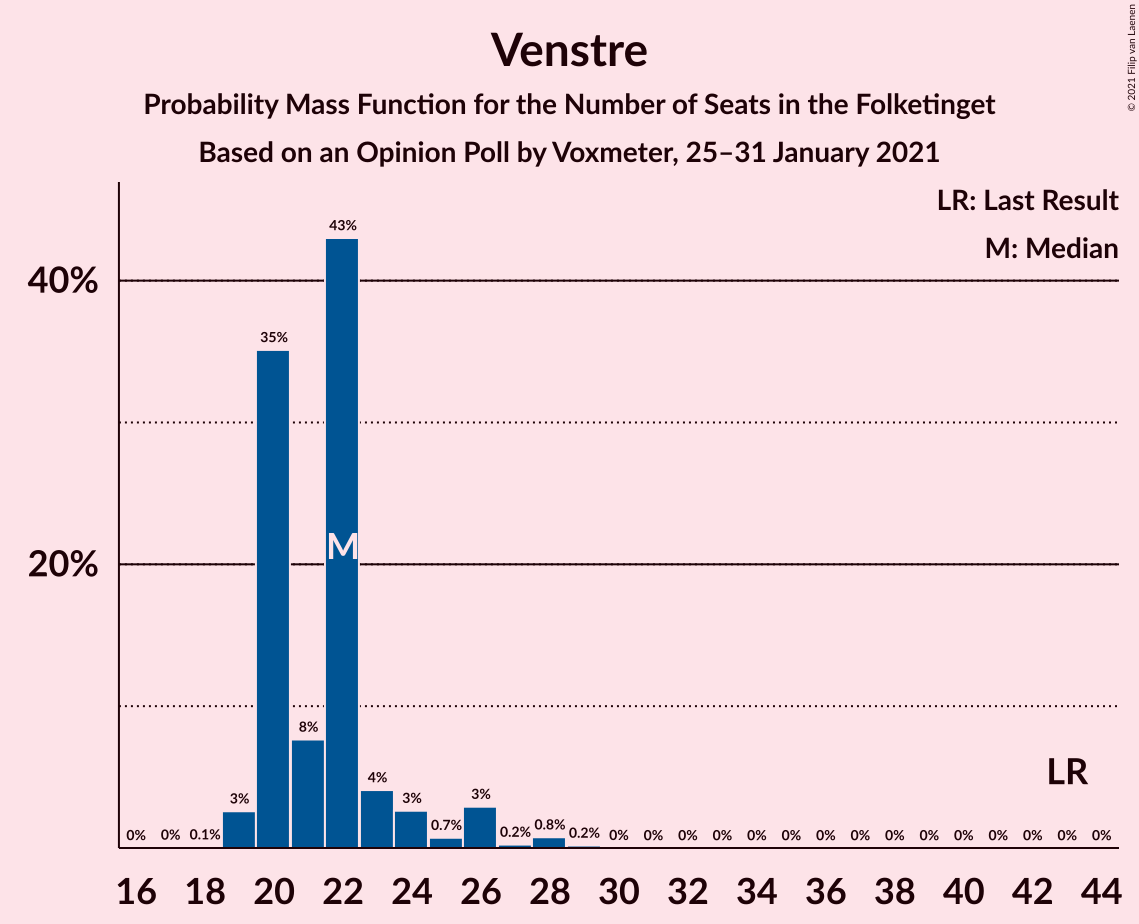 Venstre
Probability Mass Function for the Number of Seats in the Folketinget
Based on an Opinion Poll by Voxmeter, 25–31 January 2021
© 2021 Filip van Laenen
LR: Last Result
M: Median
40%
20%
0% 0% 0.1% 3% 35% 8% 43% 4% 3% 0.7% 3% 0.2% 0.8% 0.2% 0% 0% 0% 0% 0% 0% 0% 0% 0% 0% 0% 0% 0% 0% 0%
M
LR
16 18 20 22 24 26 28 30 32 34 36 38 40 42 44